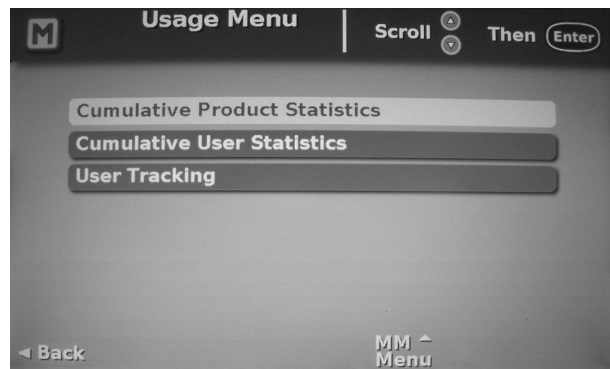 M
Usage Menu
Scroll
Then Enter
Cumulative Product Statistics
Cumulative User Statistics
User Tracking
Back
MM
Menu